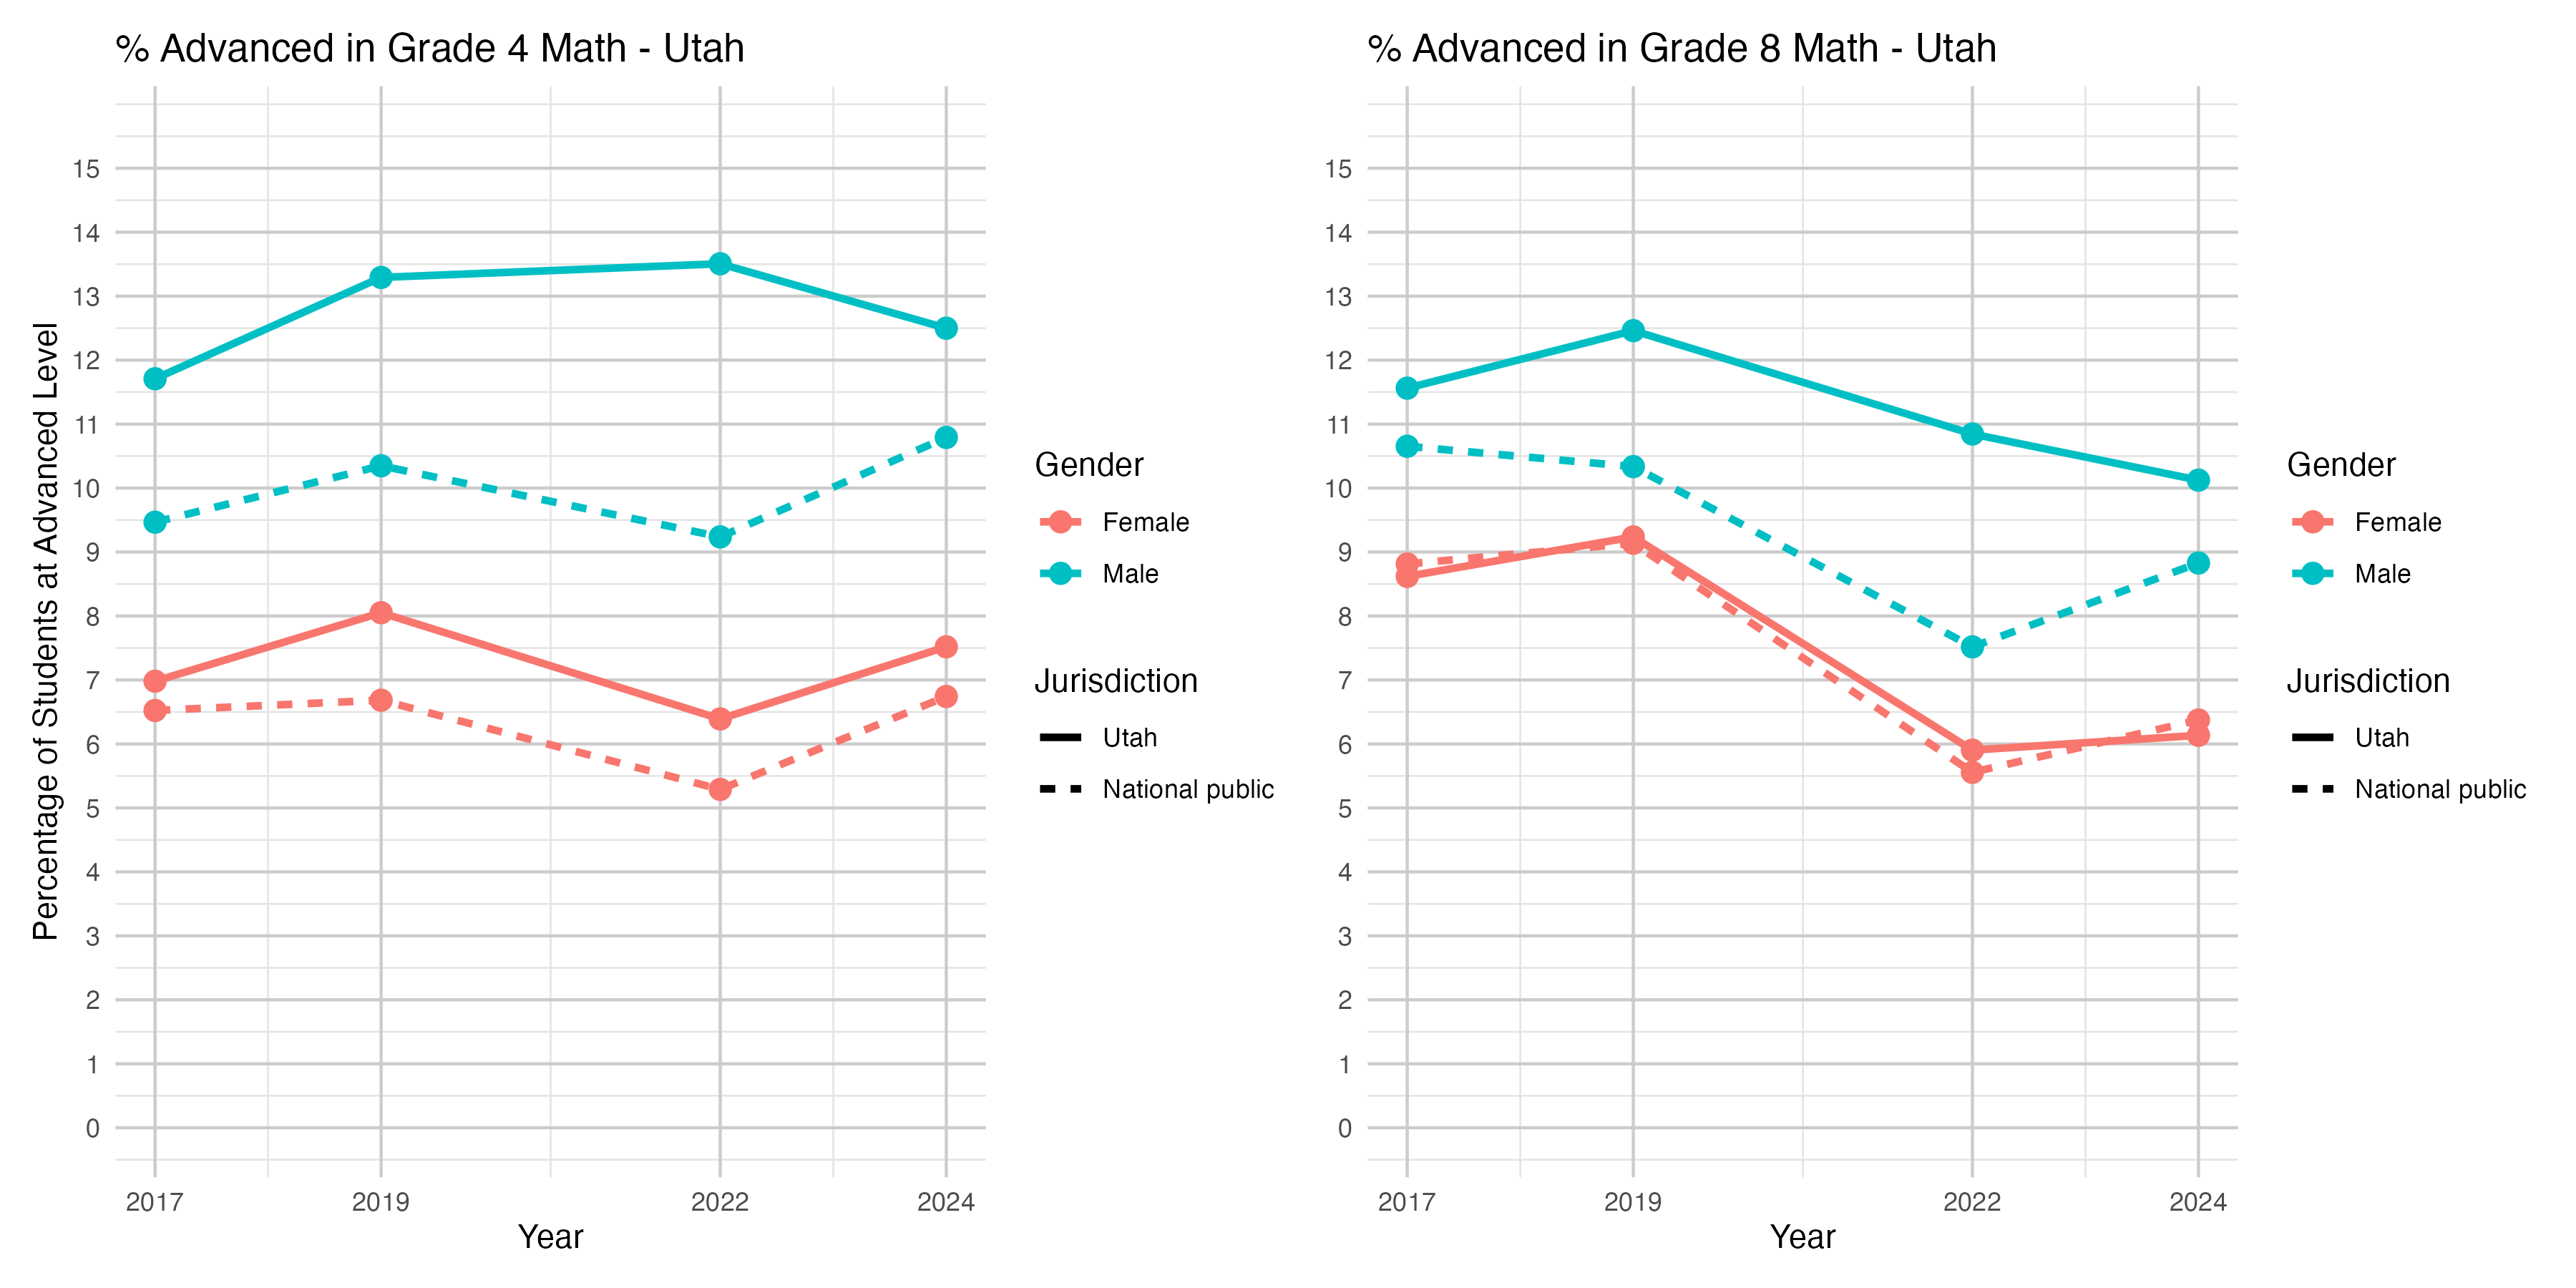 % Advanced in Grade 4 Math - Utah
Percentage of Students at Advanced Level
15
14
13
12
11
10
9
8
7
6
5
4
3
2
1
0
2017 2019 2022 2024
Year
Gender
Female
Male
Jurisdiction
Utah
National public
% Advanced in Grade 8 Math - Utah
15
14
13
12
11
10
9
8
7
6
5
4
3
2
1
0
2017 2019 2022 2024
Year
Gender
Female
Male
Jurisdiction
Utah
National public